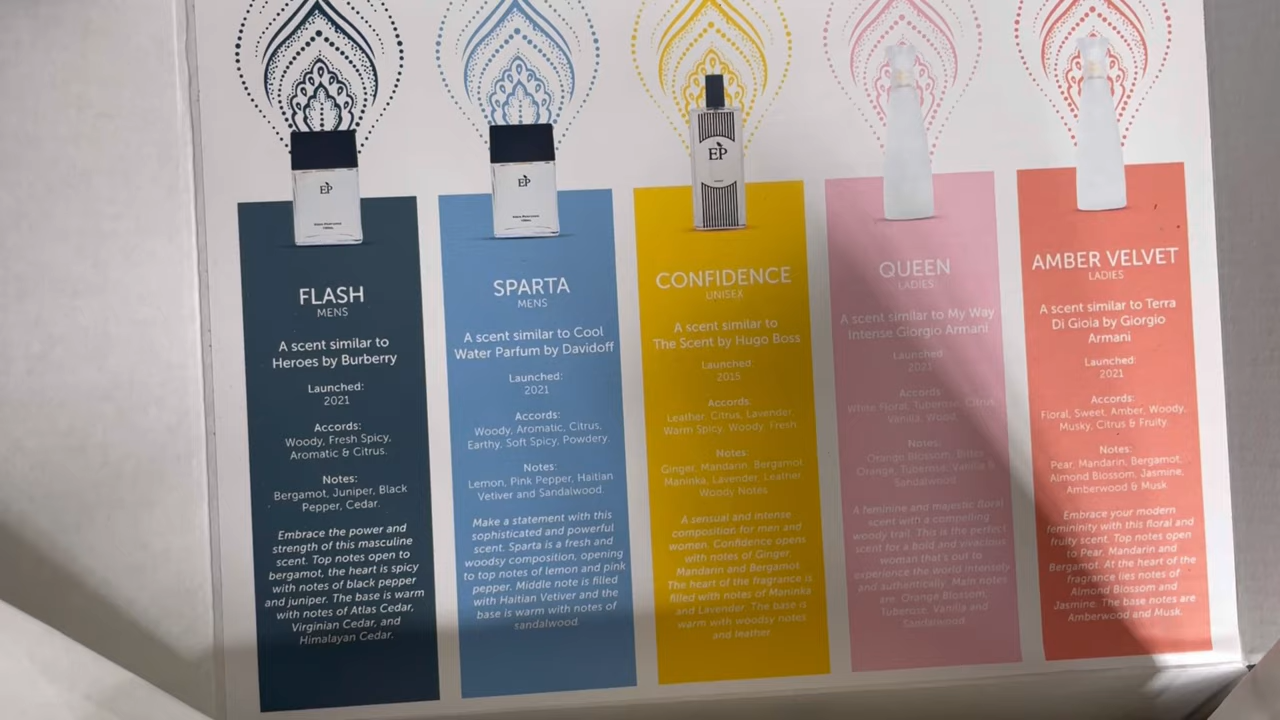 EP
FLASH
MENS
A scent similar to
Heroes by Burberry
Launched:
2021
Accords:
Woody, Fresh Spicy,
Aromatic & Citrus.
Notes:
Bergamot, Juniper, Black
Pepper, Cedar.
Embrace the power and
strength of this masculine
scent. Top notes open to
bergamot, the heart is spicy
with notes of black pepper
and juniper. The base is warm
with notes of Atlas Cedar,
Virginian Cedar, and
Himalayan Cedar.
EP
SPARTA
MENS
A scent similar to Cool
Water Parfum by Davidoff
Launched:
2021
Accords:
Woody, Aromatic, Citrus,
Earthy, Soft Spicy, Powdery.
Notes:
Lemon, Pink Pepper, Haitian
Vetiver and Sandalwood.
Make a statement with this
sophisticated and powerful
scent. Sparta is a fresh and
woodsy composition, opening
to top notes of lemon and pink
pepper. Middle note is filled
with Haitian Vetiver and the
base is warm with notes of
sandalwood.
EP
CONFIDENCE
UNISEX
A scent similar to
The Scent by Hugo Boss
Launched:
2015
Accords:
Leather, Citrus, Lavender,
Warm Spicy, Woody, Fresh.
Notes:
Ginger, Mandarin, Bergamot
Maninka, Lavender, Leather
Woody Notes
A sensual and intense
composition for men and
women. Confidence opens
with notes of Ginger,
Mandarin and Bergamot.
The heart of the fragrance is
filled with notes of Maninka
and Lavender. The base is
warm with woodsy notes
and leather.
QUEEN
LADIES
A scent similar to My Way
Intense Giorgio Armani
Launched
2021
Accords:
White Floral, Tuberose, Citrus,
Vanilla, Wood.
Notes:
Orange Blossom, Bitter
Orange, Tuberose, Vanilla &
Sandalwood
A feminine and majestic floral
scent with a compelling
woody trail. This is the perfect
scent for a bold and vivacious
woman that's out to
experience the world intensely
and authentically. Main notes
are: Orange Blossom,
Tuberose, Vanilla and
Sandalwood.
AMBER VELVET
LADIES
A scent similar to Terra
Di Gioia by Giorgio
Armani
Launched:
2021
Accords:
Floral, Sweet, Amber, Woody,
Musky, Citrus & Fruity.
Notes:
Pear, Mandarin, Bergamot,
Almond Blossom, Jasmine,
Amberwood & Musk.
Embrace your modern
femininity with this floral and
fruity scent. Top notes open
to Pear, Mandarin and
Bergamot. At the heart of the
fragrance lies notes of
Almond Blossom and
Jasmine. The base notes are
Amberwood and Musk.